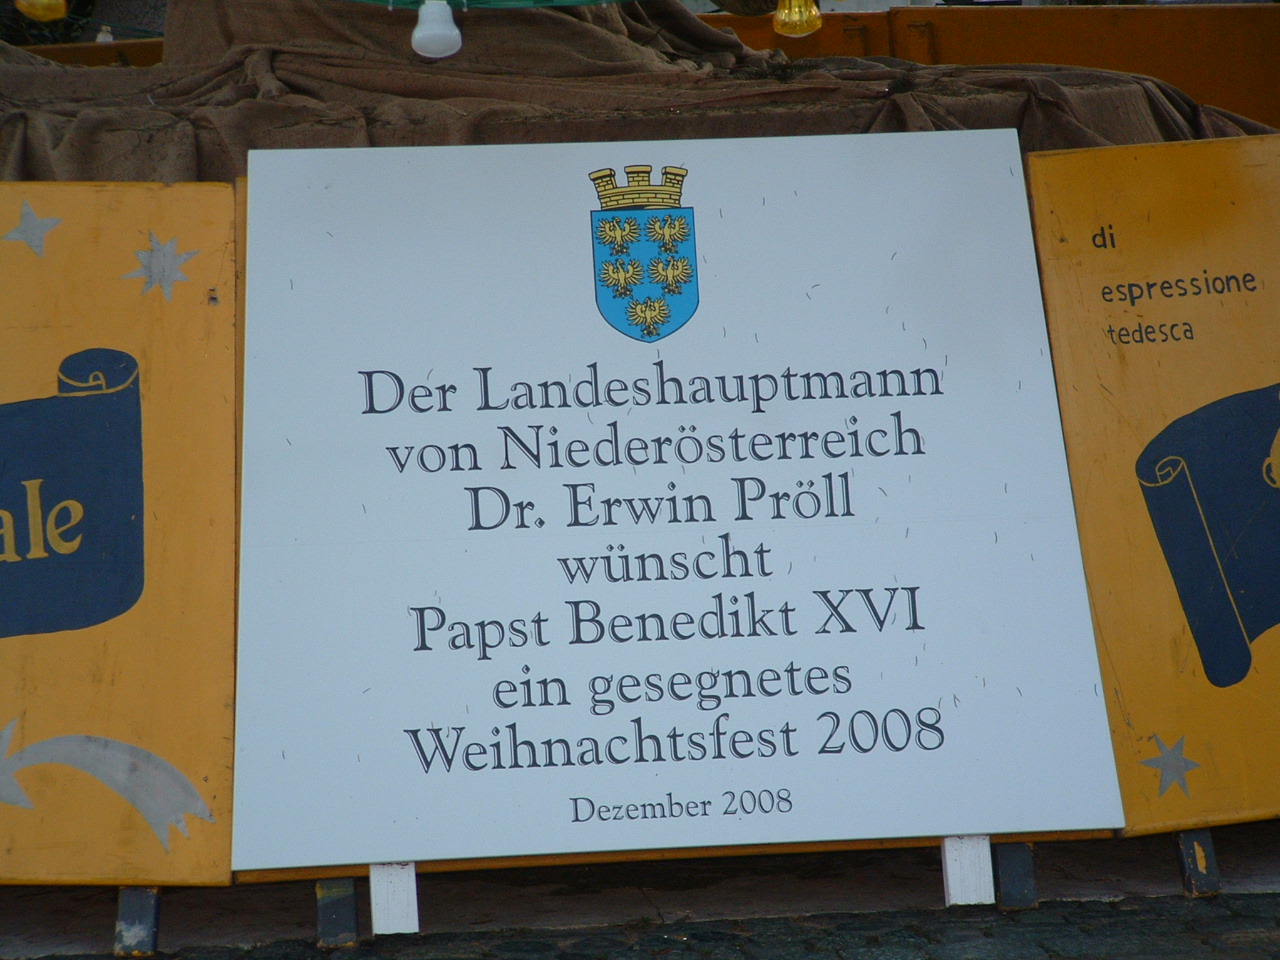 Der Landeshauptmann
von Niederösterreich
Dr. Erwin Pröll
wünscht
Papst Benedikt XVI
ein gesegnetes
Weihnachtsfest 2008
Dezember 2008
di
espressione
tedesca